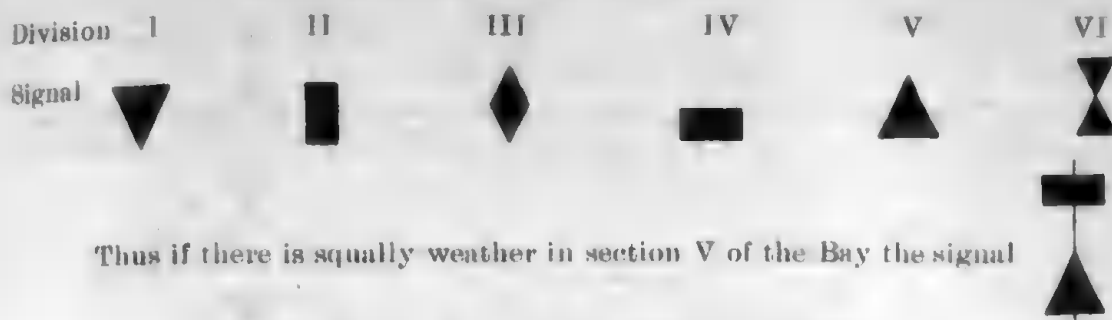 Division I II III IV V VI
Signal
Thus if there is squally weather in section V of the Bay the signal